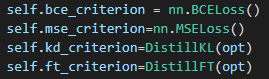 self.bce_criterion = nn.BCELoss()
self.mse_criterion=nn.MSELoss()
self.kd_criterion=DistillKL(opt)
self.ft_criterion=DistillFT(opt)